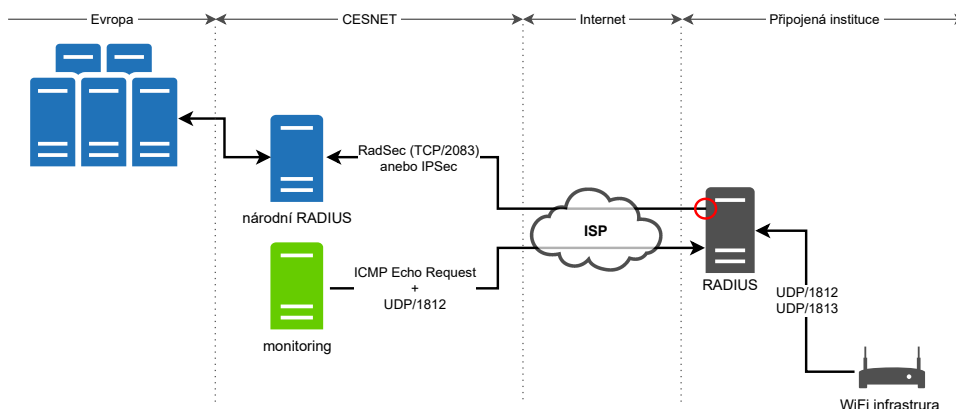 Evropa
CESNET
Internet
Připojená instituce
RadSec (TCP/2083)
anebo IPSec
národní RADIUS
ISP
ICMP Echo Request
+
UDP/1812
monitoring
RADIUS
UDP/1812
UDP/1813
WiFi infrastrura